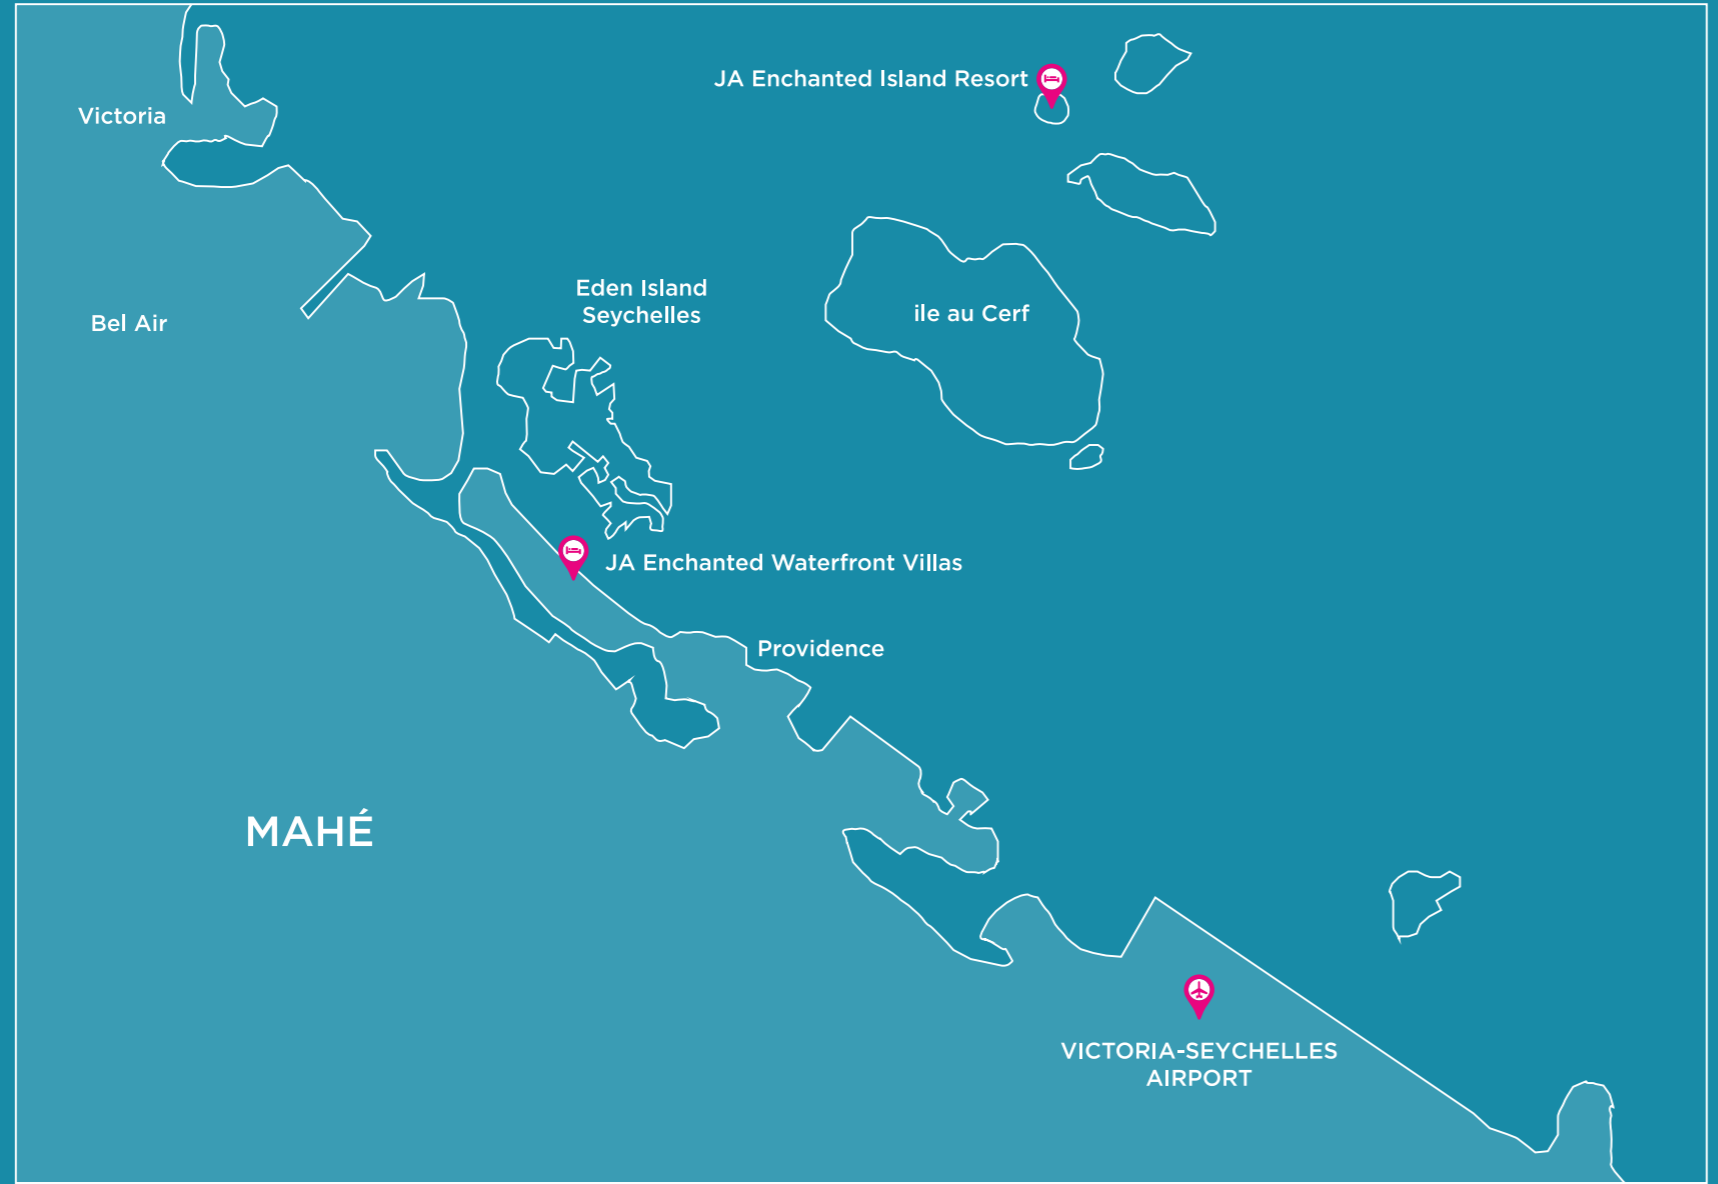 JA Enchanted Island Resort
Victoria
Eden Island
Seychelles
ile au Cerf
Bel Air
JA Enchanted Waterfront Villas
Providence
MAHÉ
VICTORIA-SEYCHELLES
AIRPORT